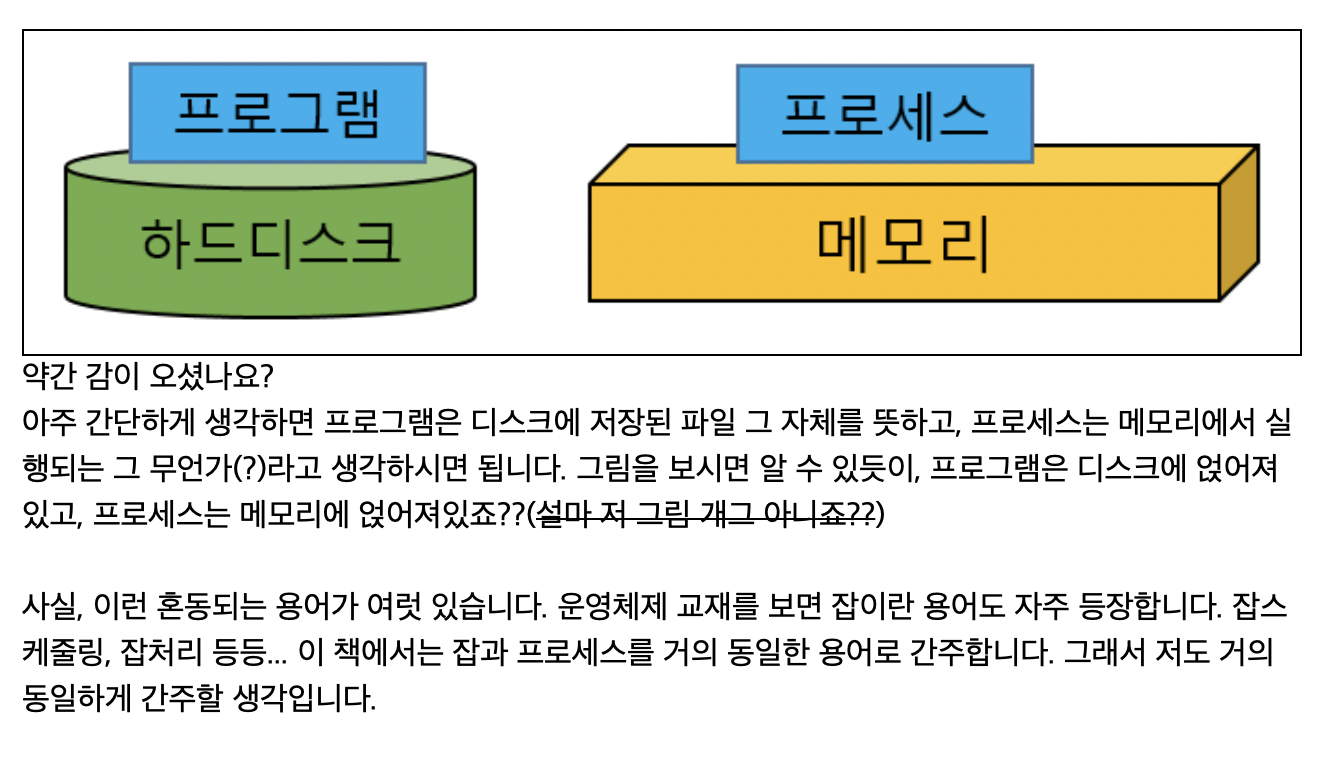 프로그램
프로세스
하드디스크
메모리
약간 감이 오셨나요?
아주 간단하게 생각하면 프로그램은 디스크에 저장된 파일 그 자체를 뜻하고, 프로세스는 메모리에서 실
행되는 그 무언가(?)라고 생각하시면 됩니다. 그림을 보시면 알 수 있듯이, 프로그램은 디스크에 얹어져
있고, 프로세스는 메모리에 얹어져있죠??(설마 저 그림 개그 아니죠??)
사실, 이런 혼동되는 용어가 여럿 있습니다. 운영체제 교재를 보면 잡이란 용어도 자주 등장합니다. 잡스
케줄링, 잡처리 등등... 이 책에서는 잡과 프로세스를 거의 동일한 용어로 간주합니다. 그래서 저도 거의
동일하게 간주할 생각입니다.